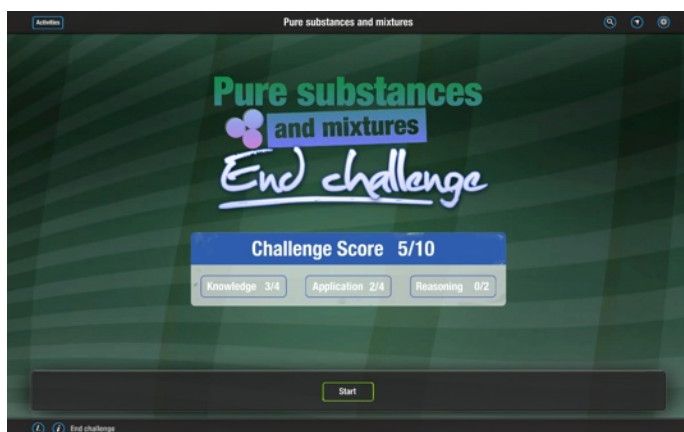 Activities Pure substances and mixtures
Pure substances
and mixtures
End challenge
Challenge Score 5/10
Knowledge 3/4 Application 2/4 Reasoning 0/2
Start
End challenge